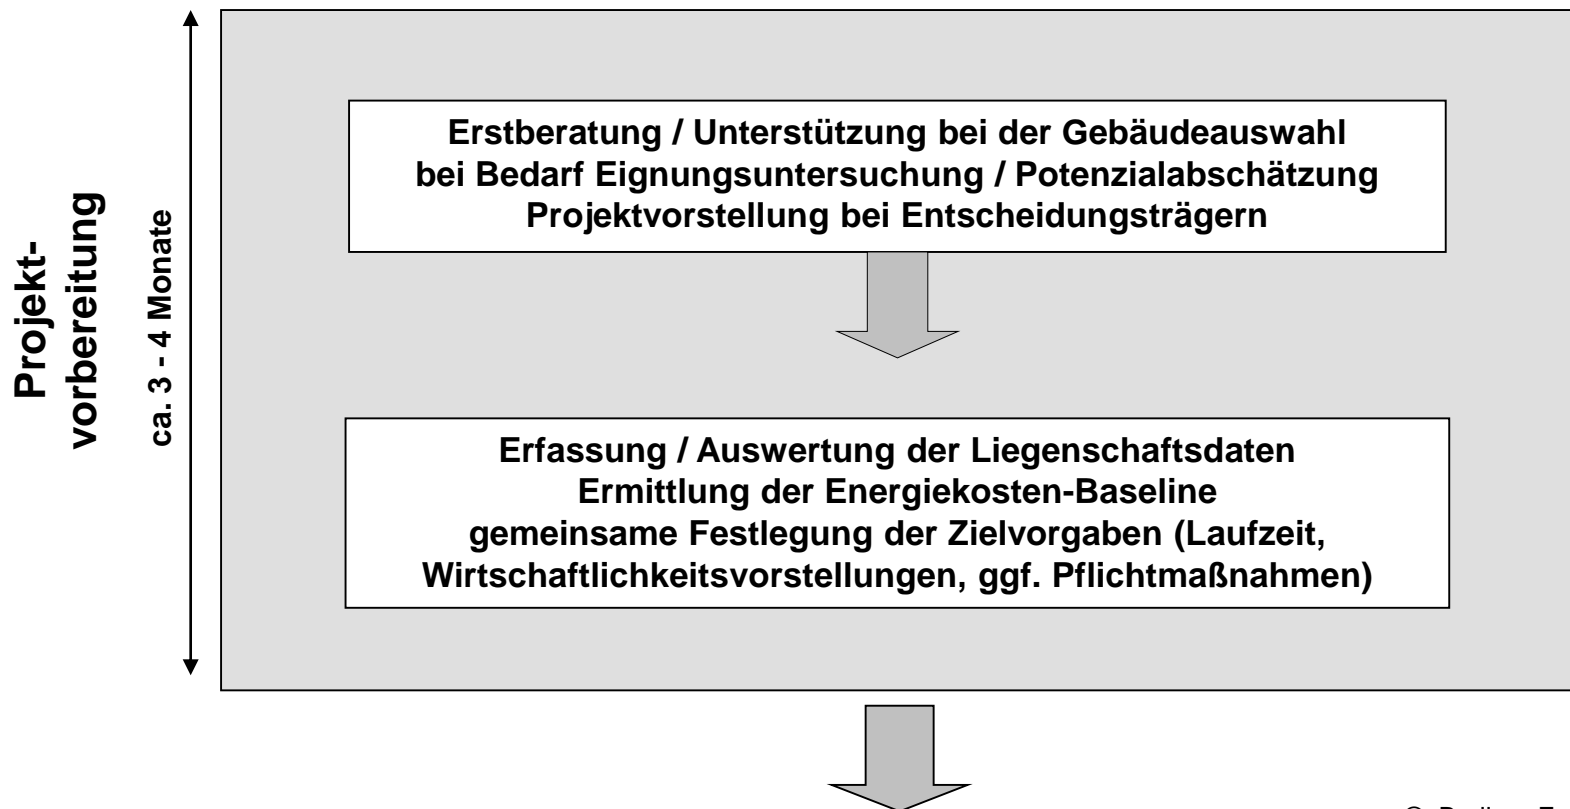 Projekt-
vorbereitung
ca. 3 - 4 Monate
Erstberatung / Unterstützung bei der Gebäudeauswahl
bei Bedarf Eignungsuntersuchung / Potenzialabschätzung
Projektvorstellung bei Entscheidungsträgern
Erfassung / Auswertung der Liegenschaftsdaten
Ermittlung der Energiekosten-Baseline
gemeinsame Festlegung der Zielvorgaben (Laufzeit,
Wirtschaftlichkeitsvorstellungen, ggf. Pflichtmaßnahmen)